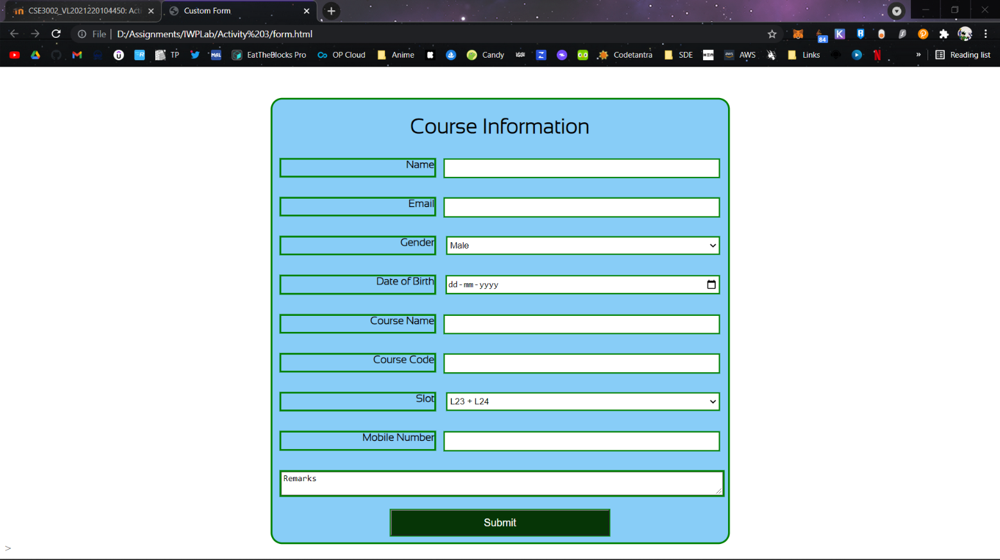 CSE3002_VL2021220104450: Acti
Custom Form
File | D:/Assignments/IWPLab/Activity%203/form.html
84
TP MAL EatTheBlocks Pro OP Cloud Anime Candy Codetantra SDE AWS Links » Reading list
Course Information
Name
Email
Gender Male
Date of Birth dd-mm-yyyy
Course Name
Course Code
Slot L23 + L24
Mobile Number
Remarks
Submit
>